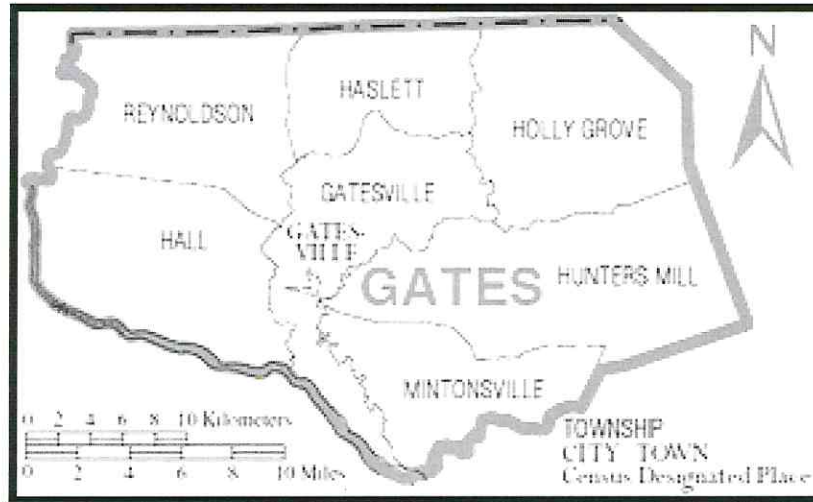 N
HASLETT
REYNOLDSON
HOLLY GROVE
GATESVILLE
GATES-
VILLE
HALL
GATES
HUNTERS MILL
MINTONSVILLE
0 2 4 6 8 10 Kilometers
0 2 4 6 8 10 Miles
TOWNSHIP
CITY TOWN
Census Designated Place